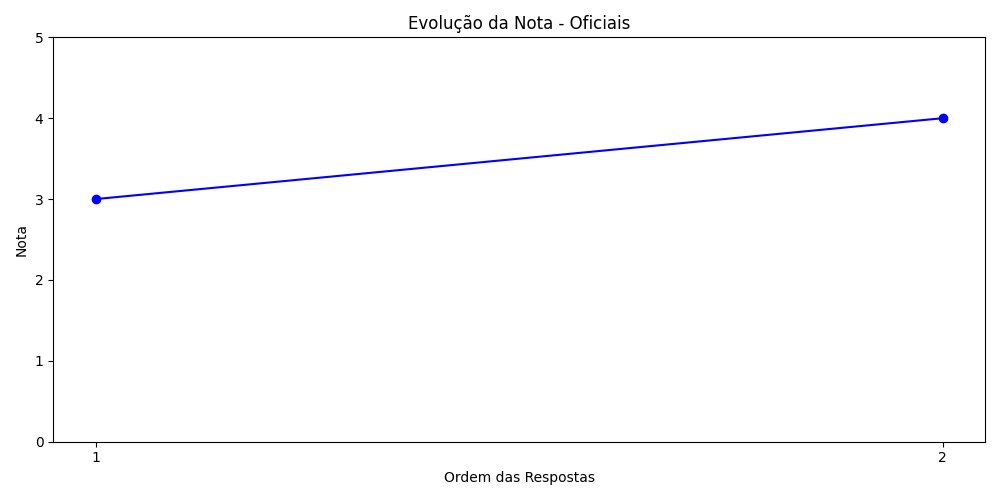 Evolução da Nota - Oficiais
5
4
3
2
1
0
Nota
1 2
Ordem das Respostas